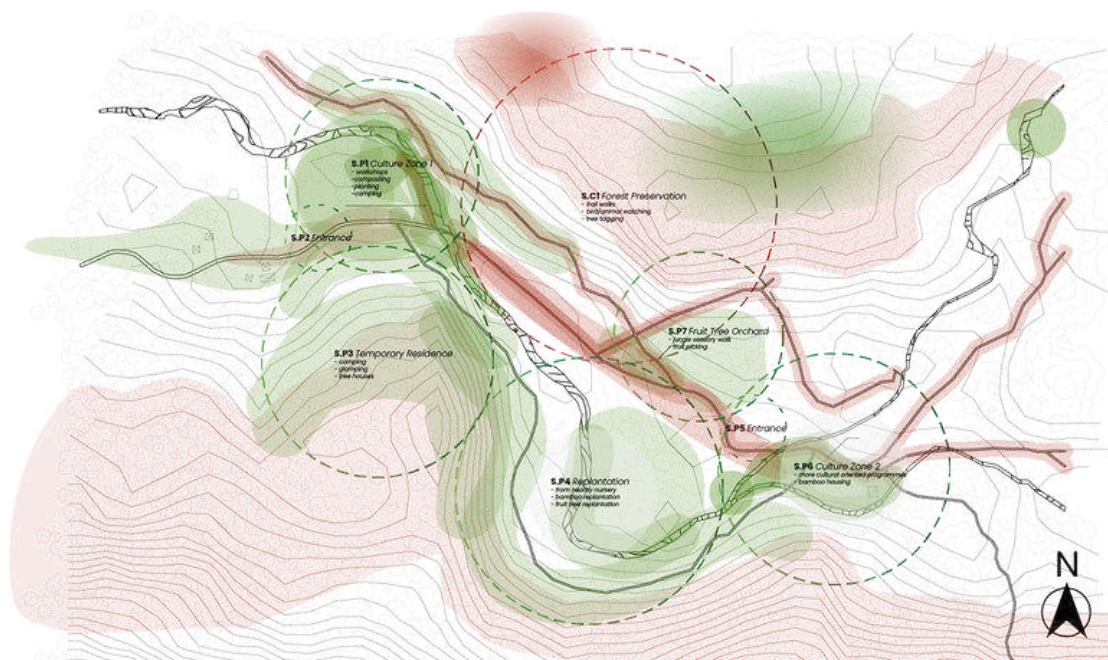 S.P1 Culture Zone 1
- workshops
- composting
- planting
- camping
S.C1 Forest Preservation
- trail walks
- bird/animal watching
- tree tagging
S.P2 Entrance
S.P7 Fruit Tree Orchard
- jungle sensory walk
- fruit picking
S.P3 Temporary Residence
- camping
- glamping
- tree houses
S.P5 Entrance
S.P6 Culture Zone 2
- more cultural oriented programmes
- bamboo housing
S.P4 Replantation
- from nearby nursery
- bamboo replantation
- fruit tree replantation
N